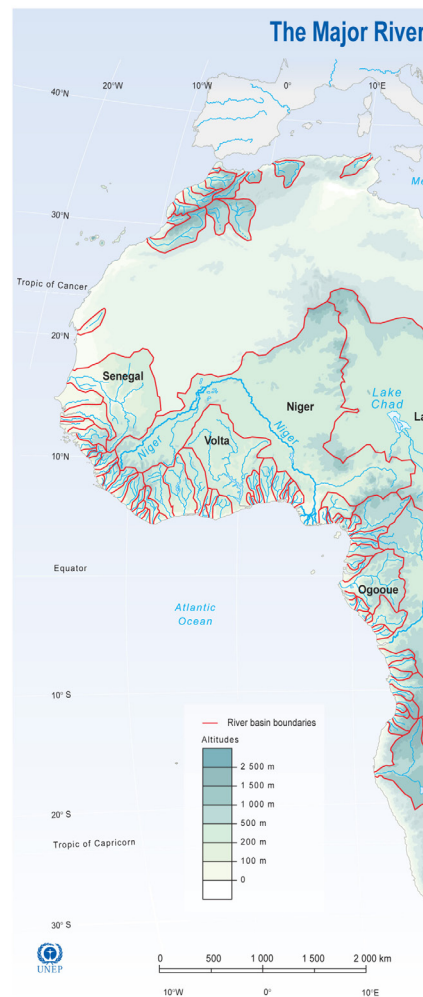 The Major River
40°N
20°W
10°W
0°
10°E
Me
30°N
Tropic of Cancer
20°N
Senegal
Lake
Chad
Niger
La
Niger
Volta
Niger
10°N
Equator
Ogooue
Atlantic
Ocean
10° S
River basin boundaries
Altitudes
2 500 m
1 500 m
1 000 m
500 m
200 m
100 m
0
20° S
Tropic of Capricorn
30° S
UNEP
0 500 1 000 1 500 2 000 km
10°W 0° 10°E